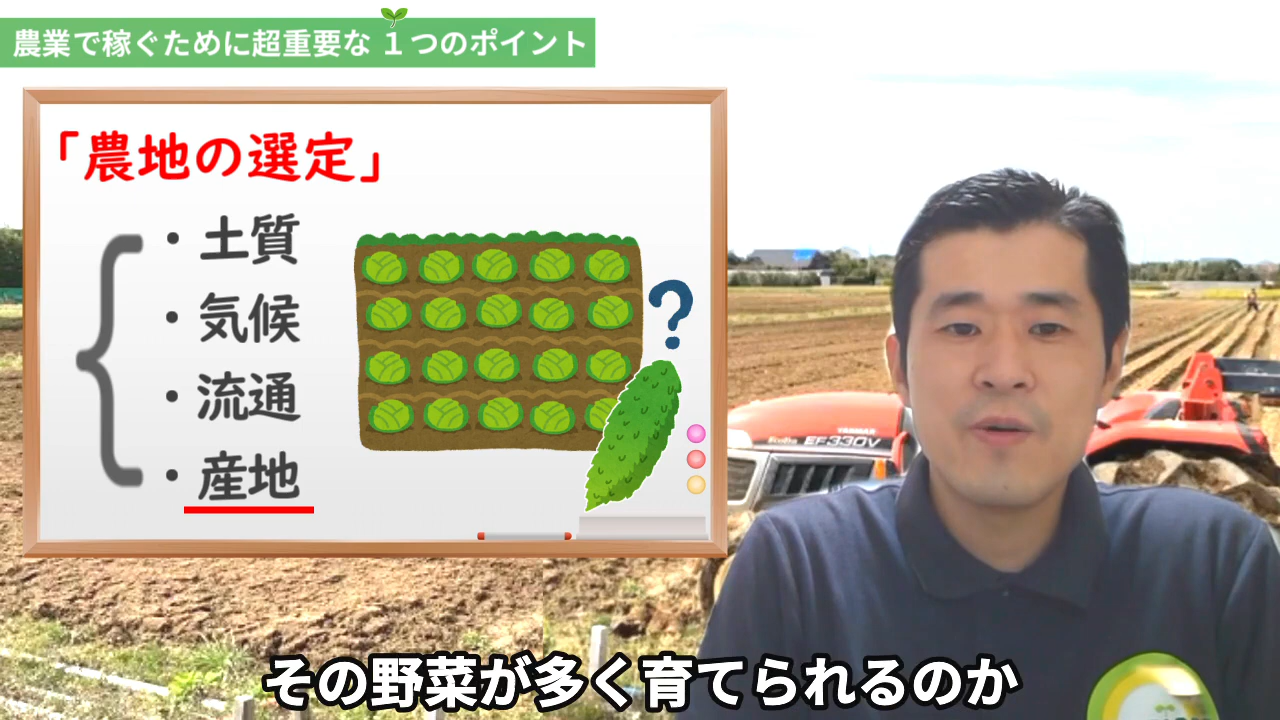 農業で稼ぐために超重要な 1つのポイント
「農地の選定」
・土質
・気候
・流通
・産地
?
YANMAR
EcoTra EF330V
その野菜が多く育てられるのか